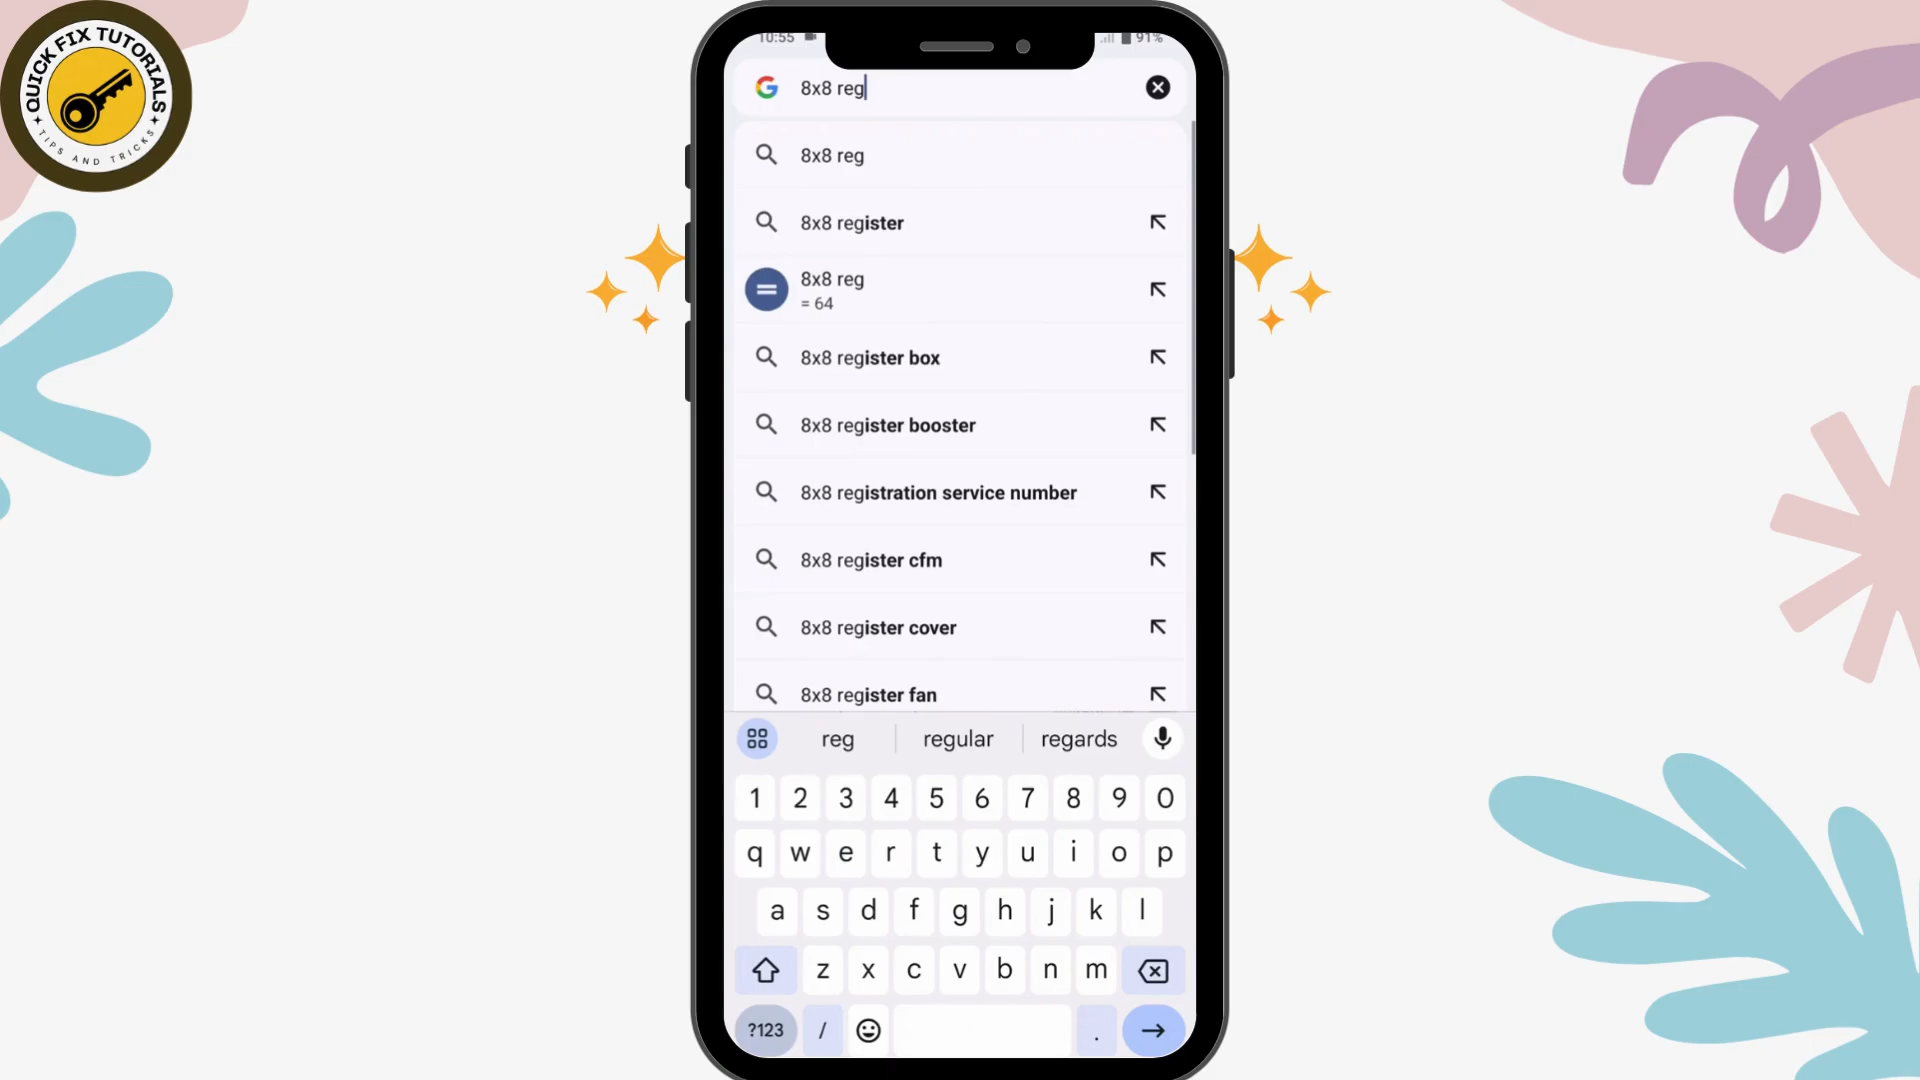 QUICK FIX TUTORIALS
TIPS AND TRICKS
10:55
91%
8x8 reg
8x8 reg
8x8 register
8x8 reg
= 64
8x8 register box
8x8 register booster
8x8 registration service number
8x8 register cfm
8x8 register cover
8x8 register fan
reg regular regards
1 2 3 4 5 6 7 8 9 0
q w e r t y u i o p
a s d f g h j k l
z x c v b n m
?123 / .